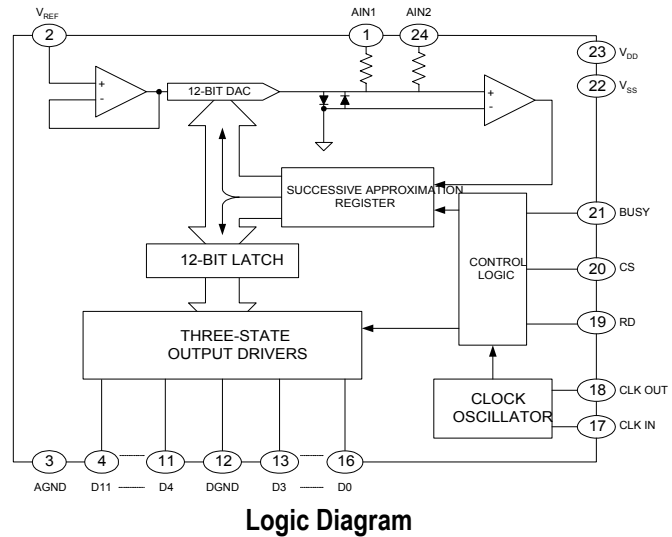 VREF AIN1 AIN2
2 1 24
23 VDD
22 VSS
+
-
12-BIT DAC
+
-
SUCCESSIVE APPROXIMATION
REGISTER
21 BUSY
12-BIT LATCH
CONTROL
LOGIC
20 CS
19 RD
THREE-STATE
OUTPUT DRIVERS
CLOCK
OSCILLATOR
18 CLK OUT
17 CLK IN
3 4 11 12 13 16
AGND D11 D4 DGND D3 D0
Logic Diagram